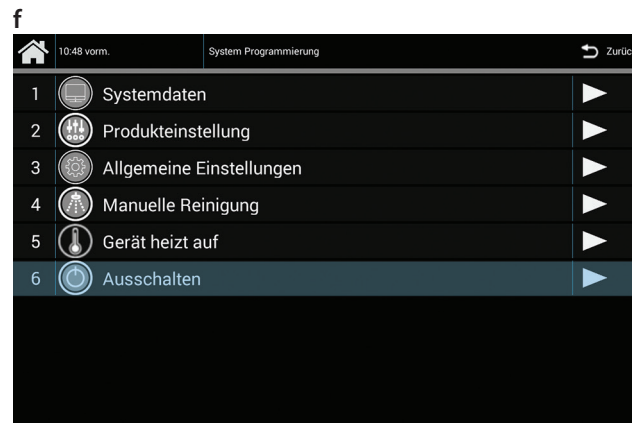 f
10:48 vorm. System Programmierung Zurüc
1 Systemdaten
2 Produkteinstellung
3 Allgemeine Einstellungen
4 Manuelle Reinigung
5 Gerät heizt auf
6 Ausschalten